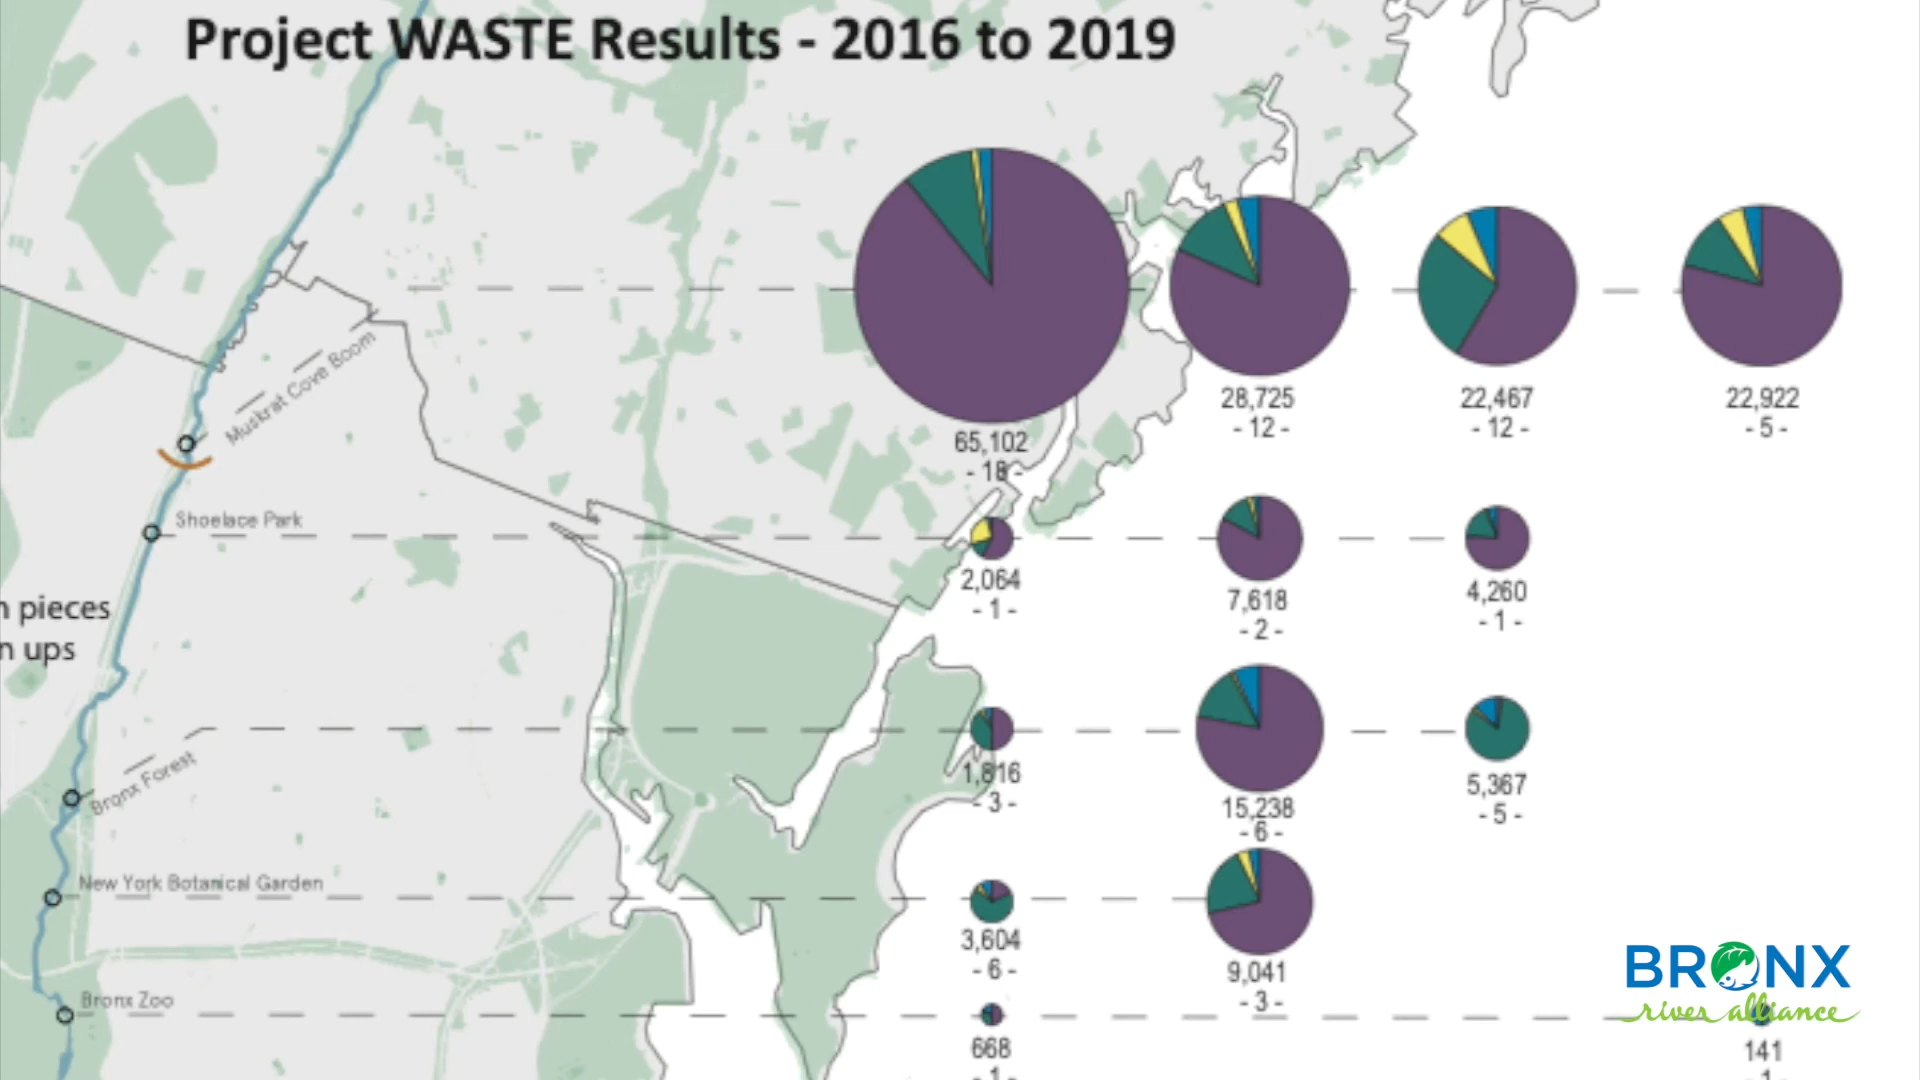 Project WASTE Results - 2016 to 2019
Muskrat Cove Boom
65,102
- 18 -
28,725
- 12 -
22,467
- 12 -
22,922
- 5 -
Shoelace Park
2,064
- 1 -
7,618
- 2 -
4,260
- 1 -
pieces
ups
Bronx Forest
1,816
- 3 -
15,238
- 6 -
5,367
- 5 -
New York Botanical Garden
3,604
- 6 -
9,041
- 3 -
Bronx Zoo
668
- 1 -
141
BRONX
river alliance